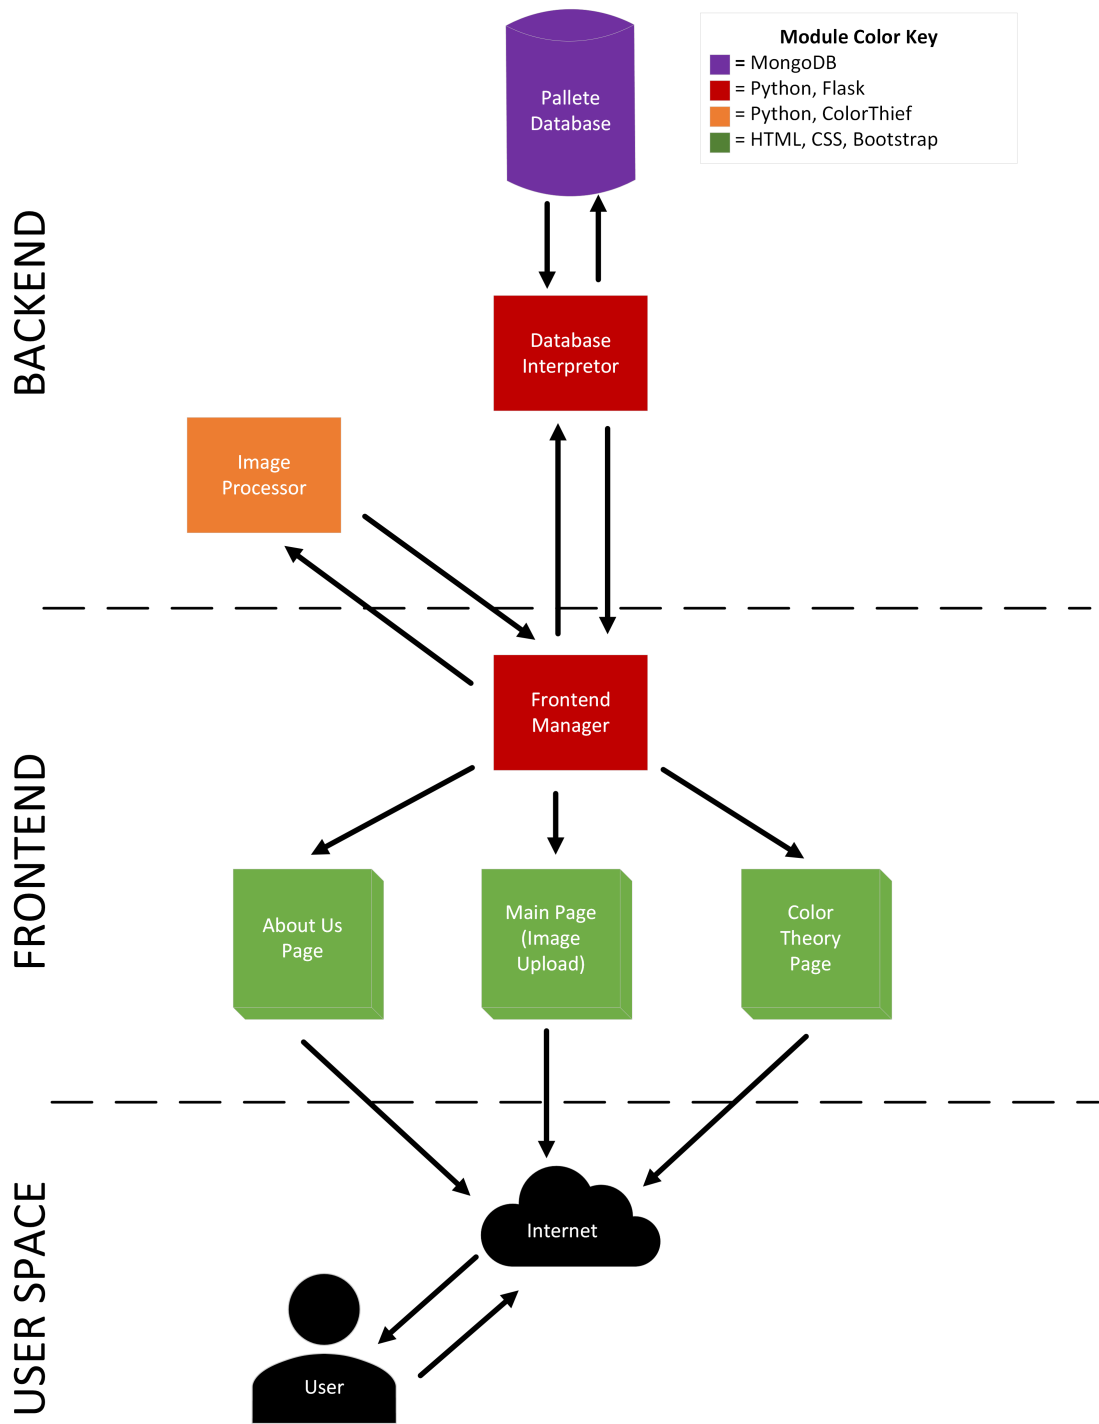 Module Color Key
= MongoDB
= Python, Flask
= Python, ColorThief
= HTML, CSS, Bootstrap
BACKEND
Pallete
Database
Database
Interpretor
Image
Processor
FRONTEND
Frontend
Manager
About Us
Page
Main Page
(Image
Upload)
Color
Theory
Page
USER SPACE
Internet
User